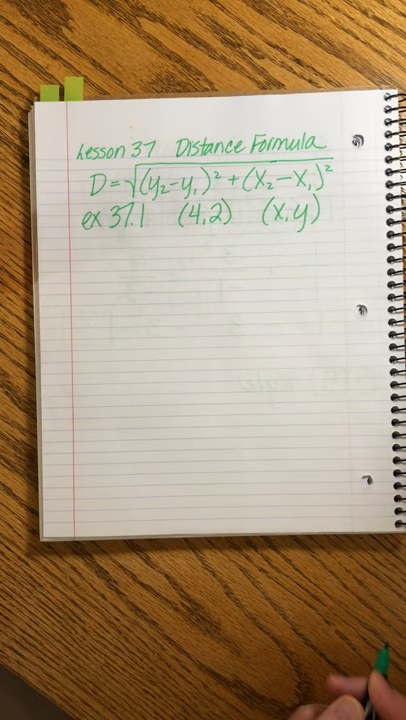 Lesson 37 Distance Formula
D = √(y₂-y₁)² + (x₂-x₁)²
ex 37.1 (4,2) (x,y)